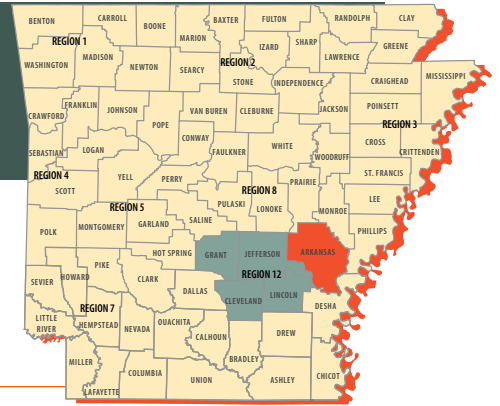 BENTON
CARROLL
BOONE
BAXTER
FULTON
RANDOLPH
CLAY
MARION
REGION 1
IZARD
SHARP
GREENE
WASHINGTON
MADISON
NEWTON
SEARCY
REGION 2
LAWRENCE
STONE
INDEPENDENCE
CRAIGHEAD
MISSISSIPPI
FRANKLIN
JOHNSON
VAN BUREN
CLEBURNE
JACKSON
POINSETT
CRAWFORD
POPE
REGION 3
CONWAY
WHITE
CROSS
CRITTENDEN
SEBASTIAN
LOGAN
FAULKNER
WOODRUFF
REGION 4
YELL
PERRY
PRAIRIE
ST. FRANCIS
SCOTT
REGION 8
LEE
REGION 5
PULASKI
LONOKE
MONROE
POLK
MONTGOMERY
GARLAND
SALINE
PHILLIPS
HOT SPRING
GRANT
JEFFERSON
ARKANSAS
PIKE
REGION 12
SEVIER
HOWARD
CLARK
DALLAS
CLEVELAND
LINCOLN
DESHA
LITTLE
RIVER
REGION 7
HEMPSTEAD
NEVADA
OUACHITA
CALHOUN
DREW
BRADLEY
MILLER
COLUMBIA
UNION
ASHLEY
CHICOT
LAFAYETTE